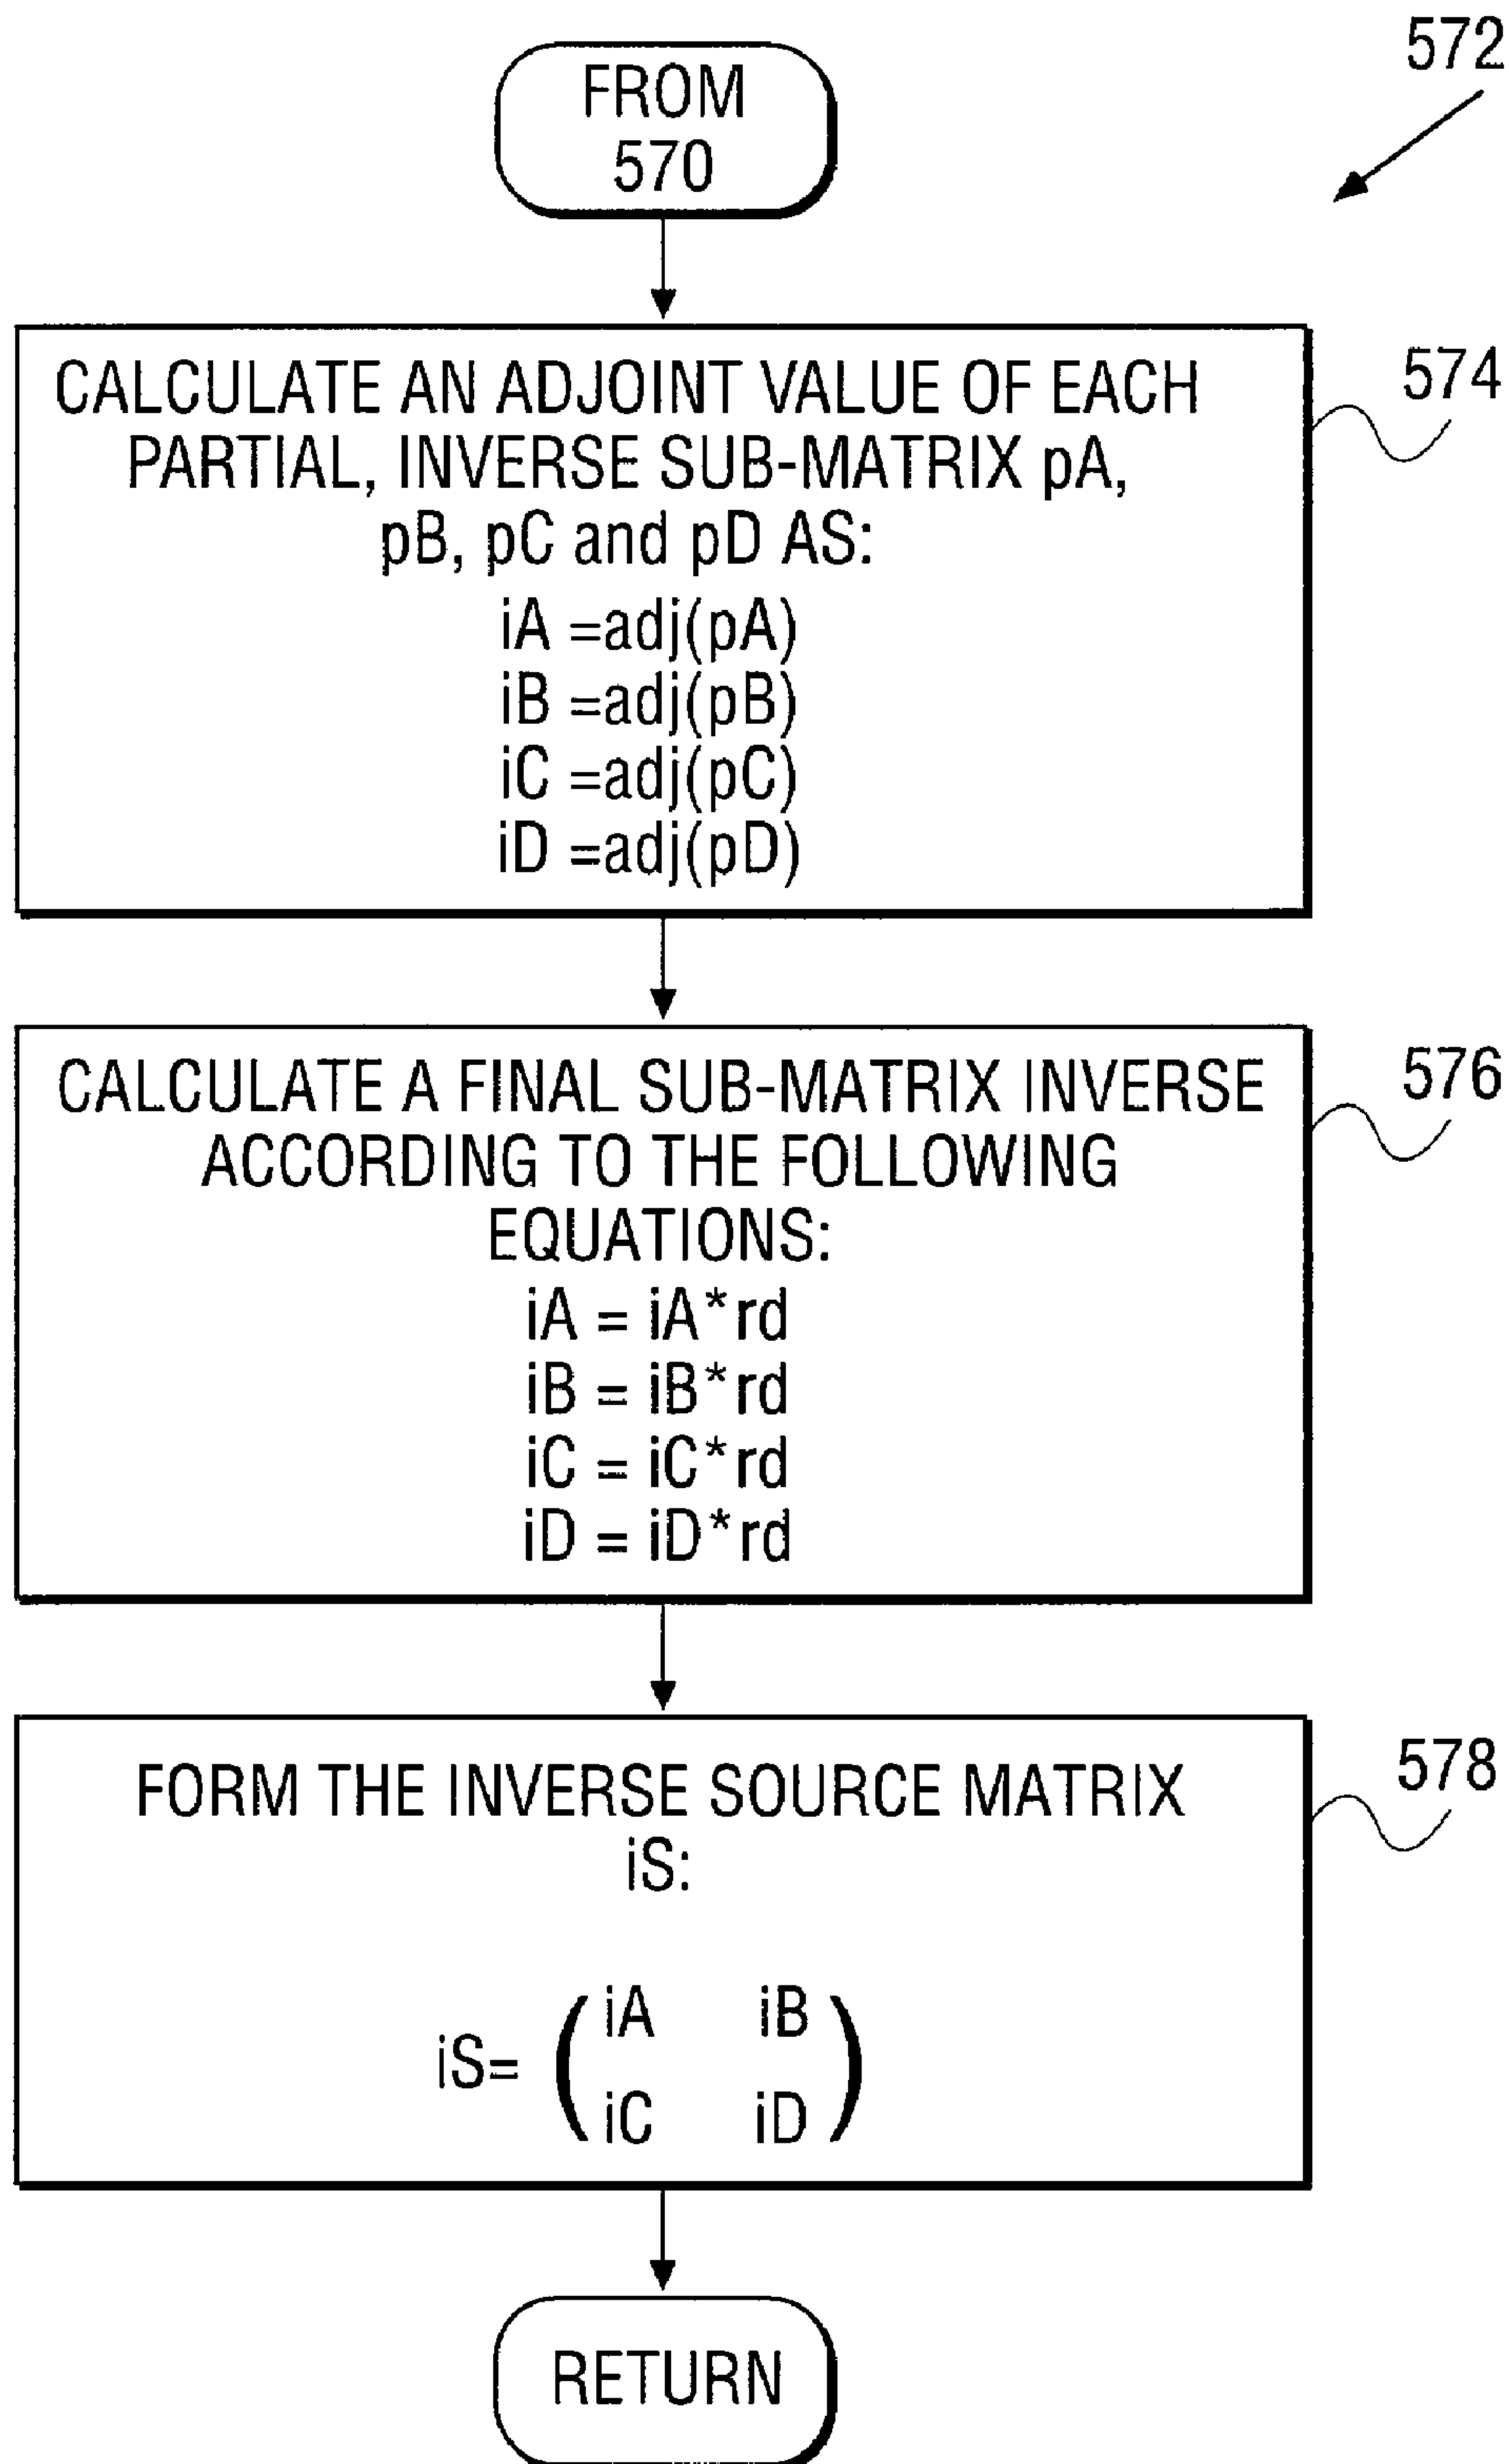 572
FROM
570
CALCULATE AN ADJOINT VALUE OF EACH
PARTIAL, INVERSE SUB-MATRIX pA,
pB, pC and pD AS:
iA =adj(pA)
iB =adj(pB)
iC =adj(pC)
iD =adj(pD)
574
CALCULATE A FINAL SUB-MATRIX INVERSE
ACCORDING TO THE FOLLOWING
EQUATIONS:
iA = iA*rd
iB = iB*rd
iC = iC*rd
iD = iD*rd
576
FORM THE INVERSE SOURCE MATRIX
iS:
iS= ( iA iB
iC iD )
578
RETURN